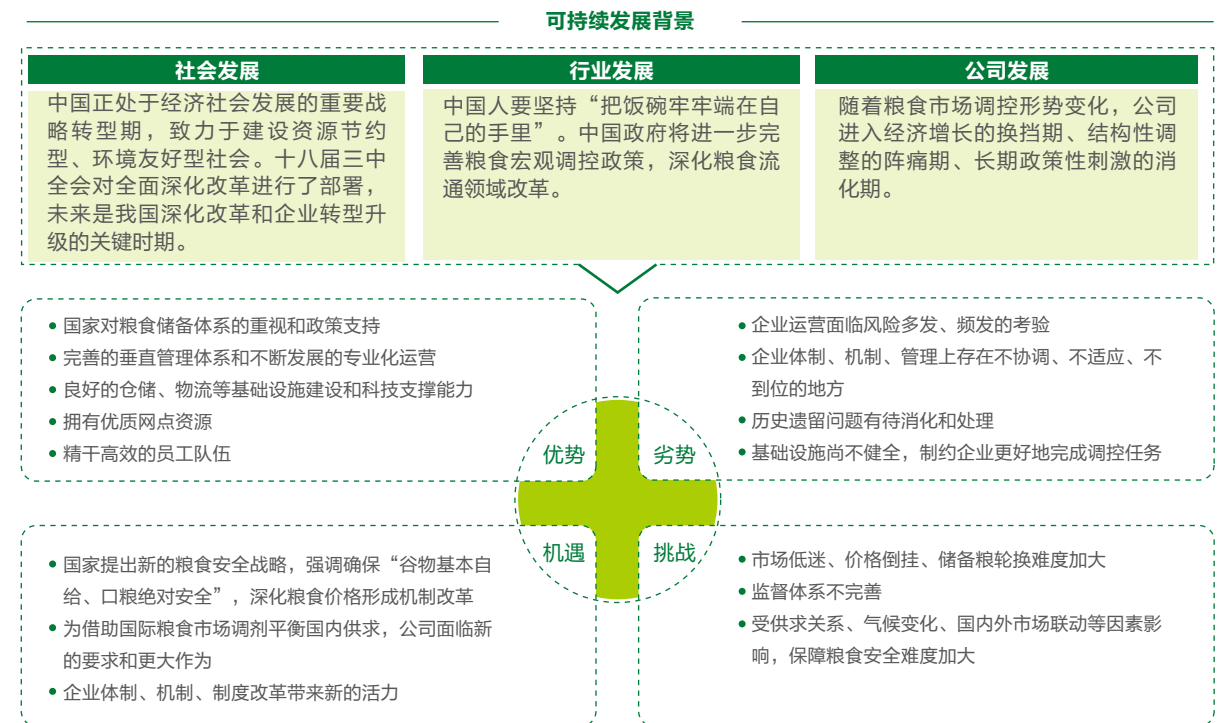 可持续发展背景
社会发展
中国正处于经济社会发展的重要战
略转型期，致力于建设资源节约
型、环境友好型社会。十八届三中
全会对全面深化改革进行了部署，
未来是我国深化改革和企业转型升
级的关键时期。
行业发展
中国人要坚持“把饭碗牢牢端在自
己的手里”。中国政府将进一步完
善粮食宏观调控政策，深化粮食流
通领域改革。
公司发展
随着粮食市场调控形势变化，公司
进入经济增长的换挡期、结构性调
整的阵痛期、长期政策性刺激的消
化期。
• 国家对粮食储备体系的重视和政策支持
• 完善的垂直管理体系和不断发展的专业化运营
• 良好的仓储、物流等基础设施建设和科技支撑能力
• 拥有优质网点资源
• 精干高效的员工队伍
优势
劣势
• 企业运营面临风险多发、频发的考验
• 企业体制、机制、管理上存在不协调、不适应、不
到位的地方
• 历史遗留问题有待消化和处理
• 基础设施尚不健全，制约企业更好地完成调控任务
机遇
挑战
• 国家提出新的粮食安全战略，强调确保“谷物基本自
给、口粮绝对安全”，深化粮食价格形成机制改革
• 为借助国际粮食市场调剂平衡国内供求，公司面临新
的要求和更大作为
• 企业体制、机制、制度改革带来新的活力
• 市场低迷、价格倒挂、储备粮轮换难度加大
• 监督体系不完善
• 受供求关系、气候变化、国内外市场联动等因素影
响，保障粮食安全难度加大